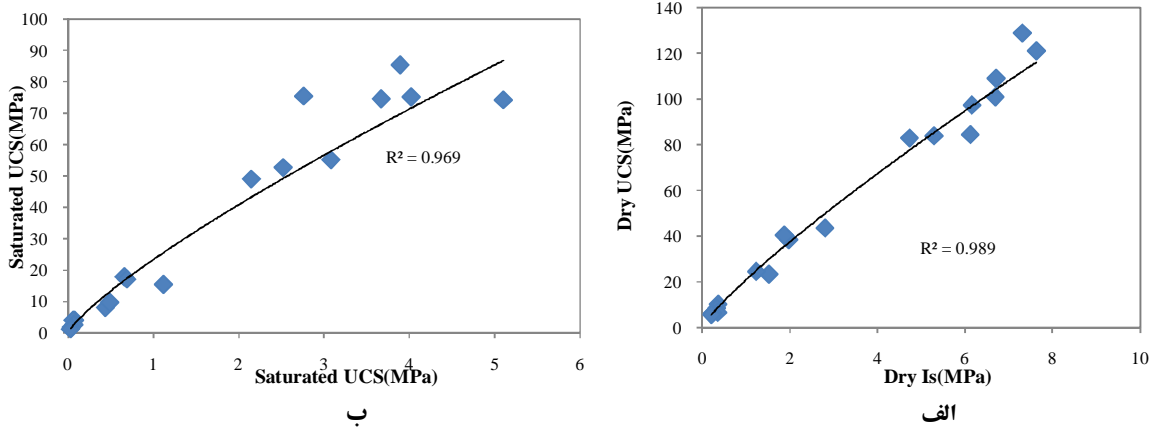 100
90
80
70
60
50
40
30
20
10
0
Saturated UCS(MPa)
R² = 0.969
0 1 2 3 4 5 6
Saturated UCS(MPa)
ب
140
120
100
80
60
40
20
0
Dry UCS(MPa)
R² = 0.989
0 2 4 6 8 10
Dry Is(MPa)
الف